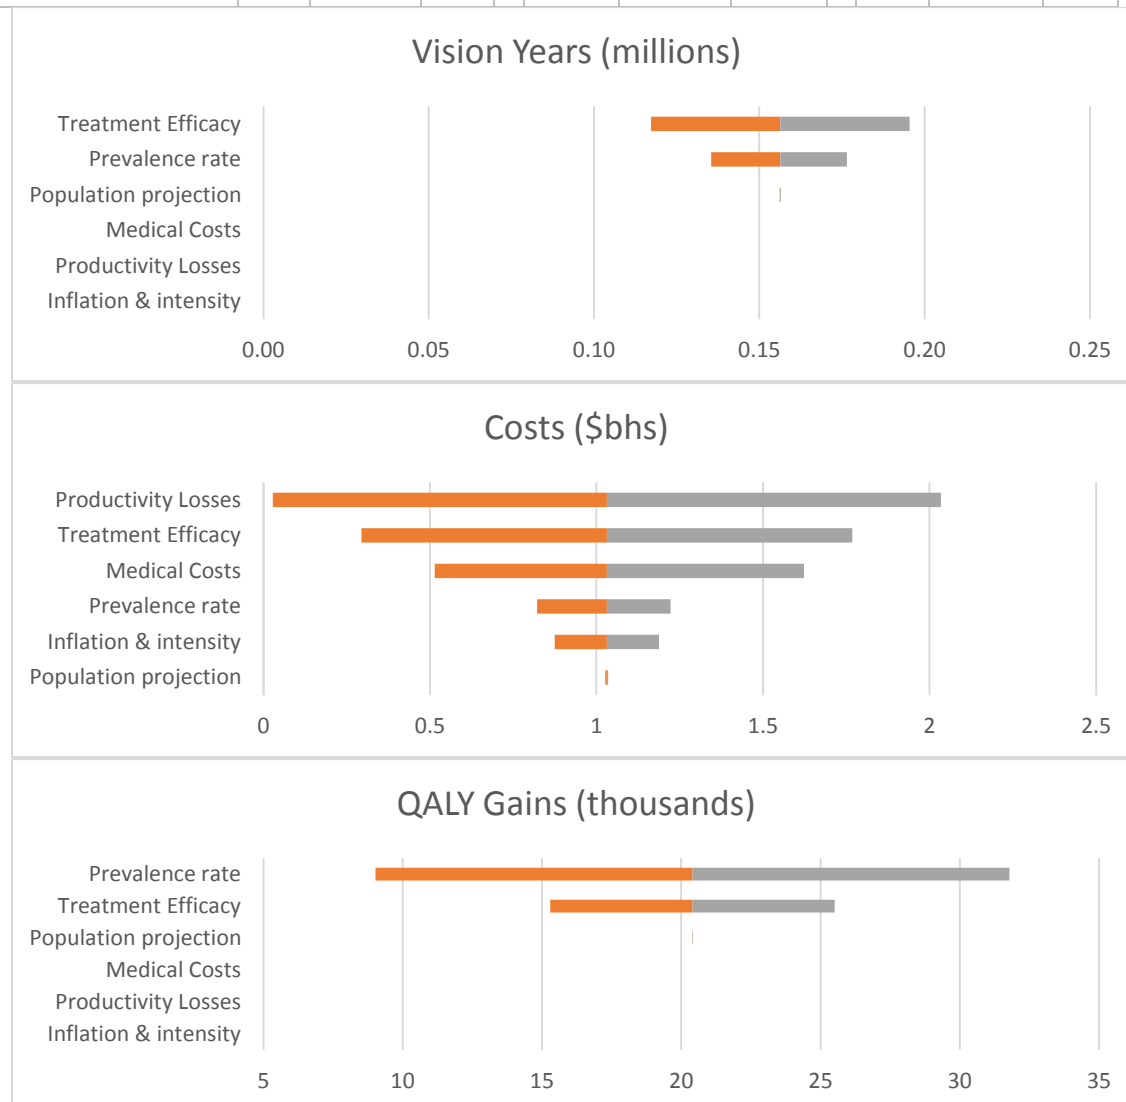 Vision Years (millions)
Treatment Efficacy
Prevalence rate
Population projection
Medical Costs
Productivity Losses
Inflation & intensity
0.00 0.05 0.10 0.15 0.20 0.25
Costs ($bhs)
Productivity Losses
Treatment Efficacy
Medical Costs
Prevalence rate
Inflation & intensity
Population projection
0 0.5 1 1.5 2 2.5
QALY Gains (thousands)
Prevalence rate
Treatment Efficacy
Population projection
Medical Costs
Productivity Losses
Inflation & intensity
5 10 15 20 25 30 35